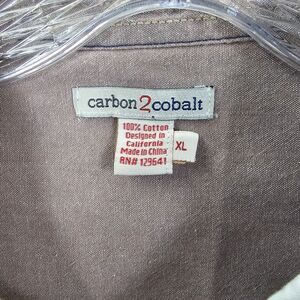 carbon2cobalt
100% Cotton
Designed in
California
Made in China
RN# 129641
XL